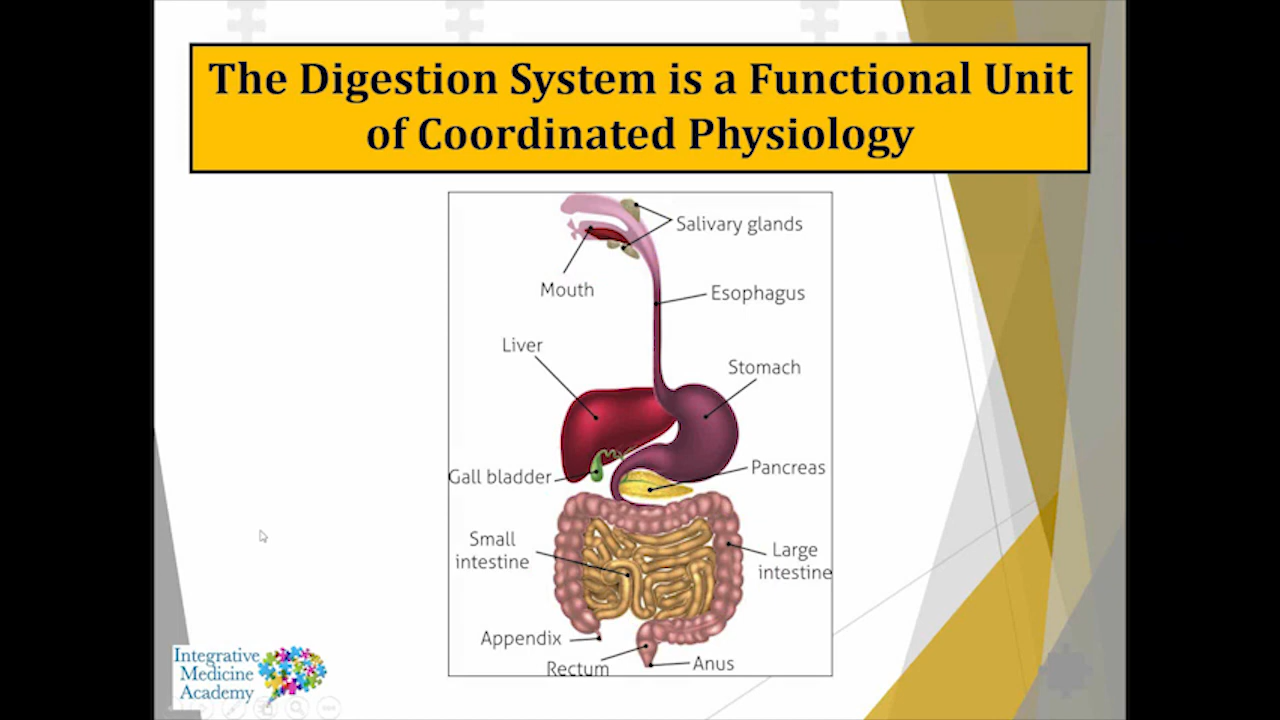 The Digestion System is a Functional Unit
of Coordinated Physiology
Salivary glands
Mouth
Esophagus
Liver
Stomach
Gall bladder
Pancreas
Small
intestine
Large
intestine
Appendix
Rectum
Anus
Integrative
Medicine
Academy